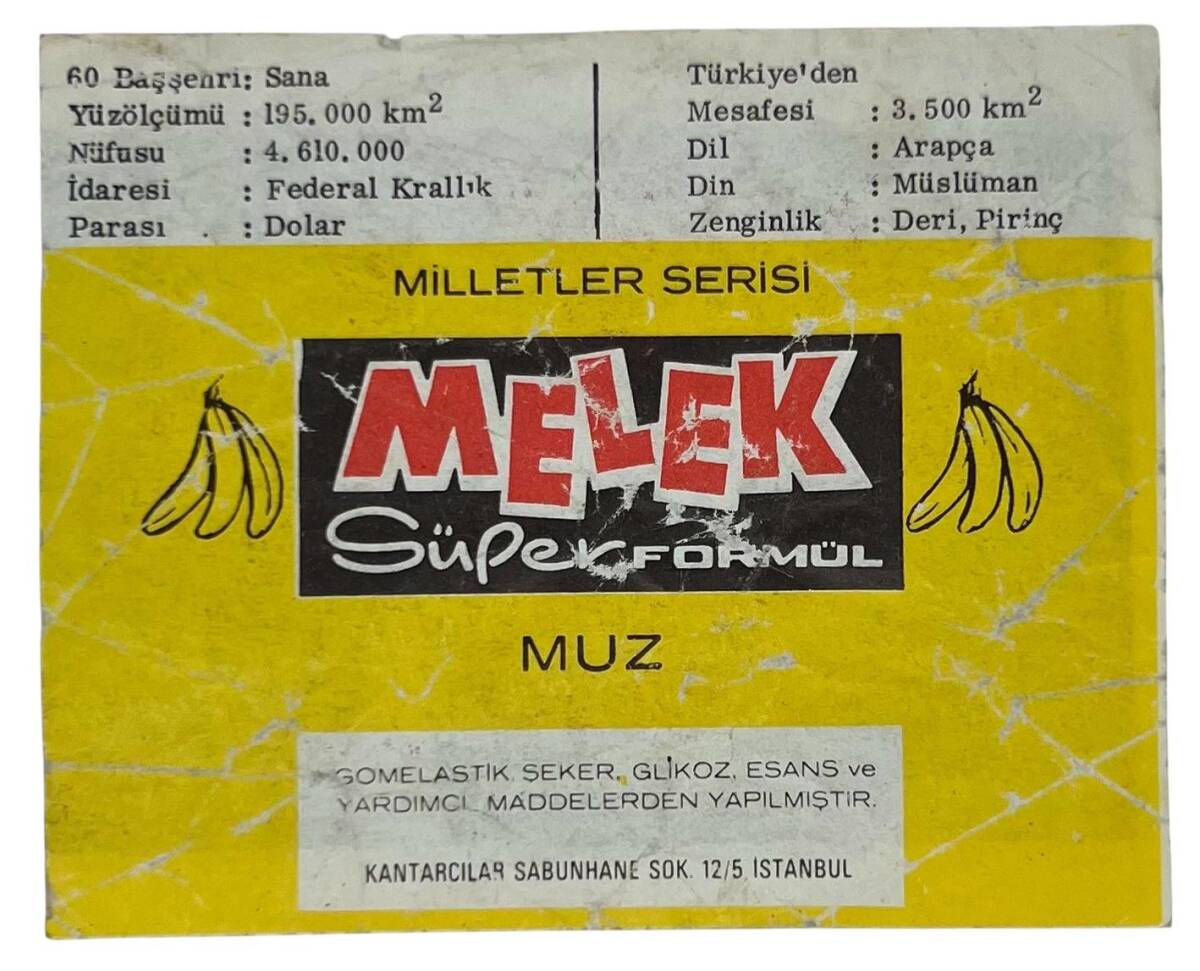 60 Başşehri: Sana
Yüzölçümü : 195.000 km²
Nüfusu : 4.610.000
İdaresi : Federal Krallık
Parası : Dolar
Türkiye'den
Mesafesi : 3.500 km²
Dil : Arapça
Din : Müslüman
Zenginlik : Deri, Pirinç
MİLLETLER SERİSİ
MELEK
Süper FORMÜL
MUZ
GOMELASTİK, ŞEKER, GLİKOZ, ESANS ve
YARDIMCI MADDELERDEN YAPILMIŞTIR.
KANTARCILAR SABUNHANE SOK. 12/5 İSTANBUL